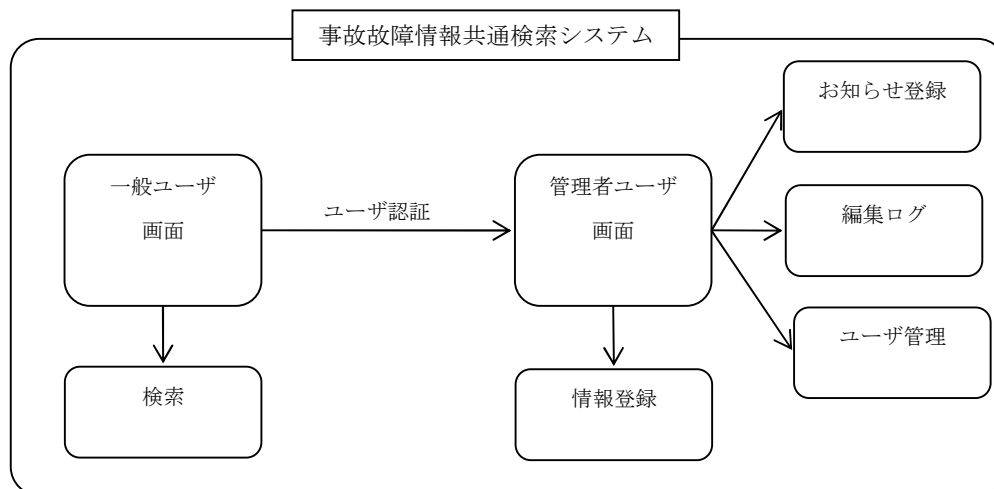 事故故障情報共通検索システム
お知らせ登録
一般ユーザ
画面
ユーザ認証
管理者ユーザ
画面
編集ログ
ユーザ管理
検索
情報登録